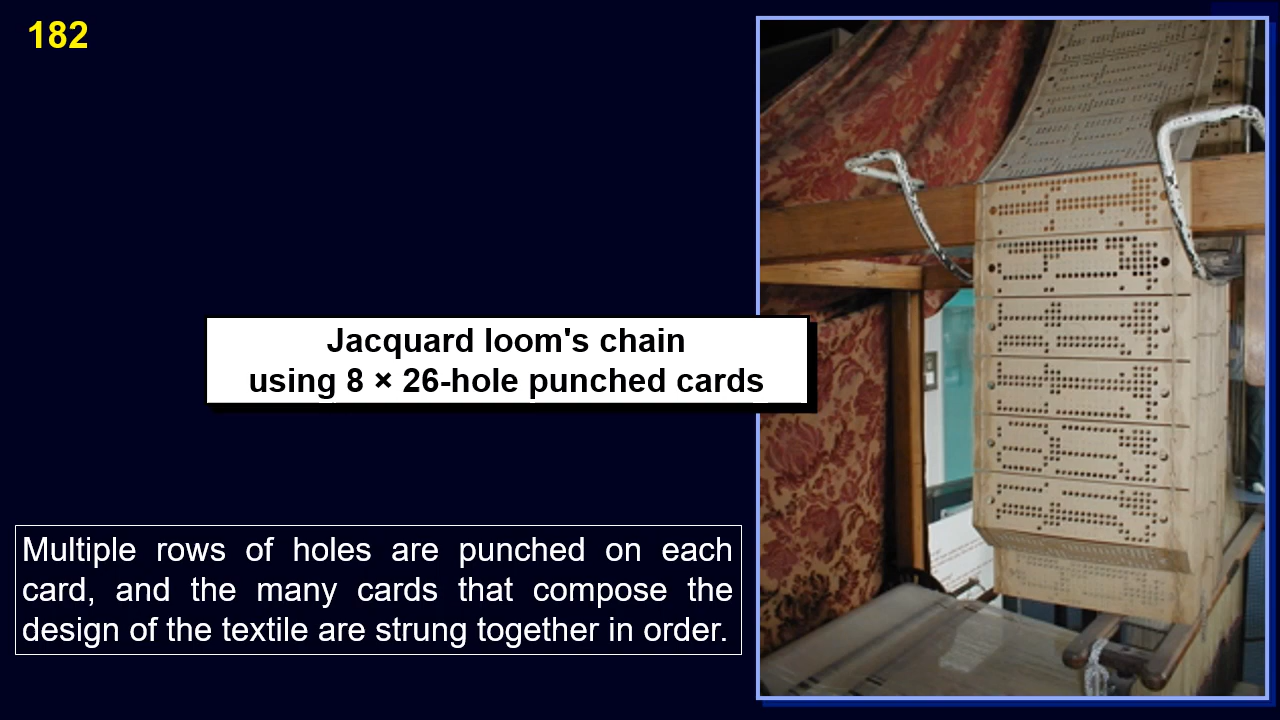 182
Jacquard loom's chain
using 8 × 26-hole punched cards
Multiple rows of holes are punched on each
card, and the many cards that compose the
design of the textile are strung together in order.